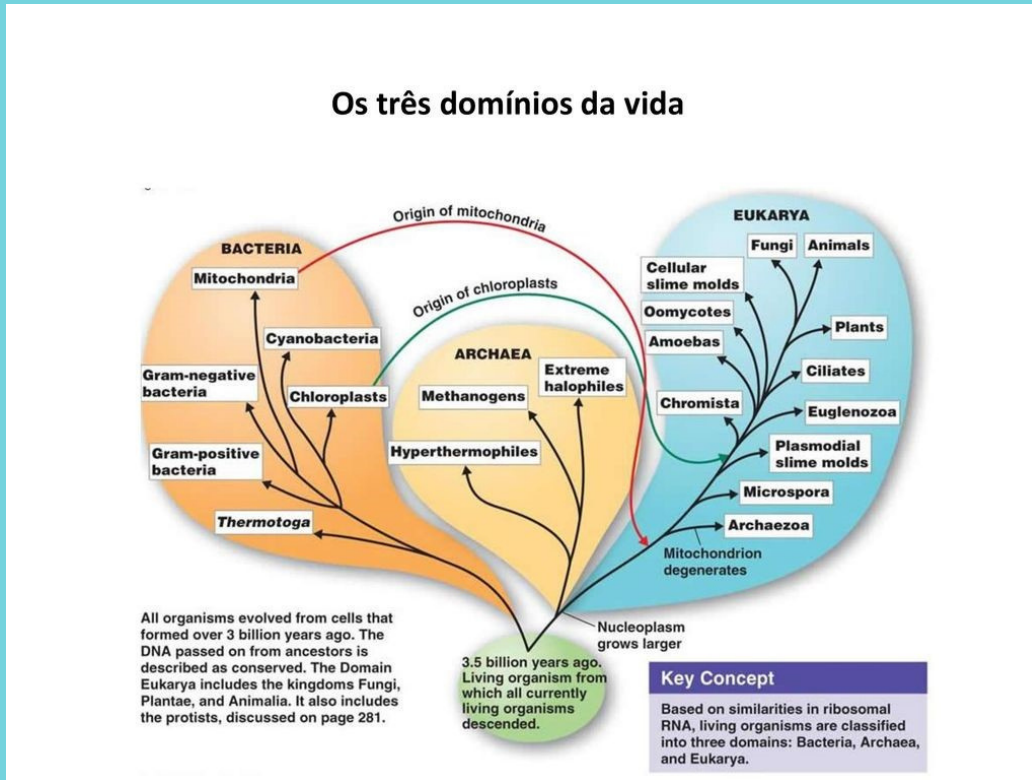 Os três domínios da vida
Origin of mitochondria
EUKARYA
BACTERIA
Fungi
Animals
Mitochondria
Cellular
slime molds
Origin of chloroplasts
Oomycotes
Plants
Cyanobacteria
Amoebas
ARCHAEA
Extreme
halophiles
Ciliates
Gram-negative
bacteria
Chloroplasts
Methanogens
Chromista
Euglenozoa
Hyperthermophiles
Plasmodial
slime molds
Gram-positive
bacteria
Microspora
Thermotoga
Archaezoa
Mitochondrion
degenerates
All organisms evolved from cells that
formed over 3 billion years ago. The
DNA passed on from ancestors is
described as conserved. The Domain
Eukarya includes the kingdoms Fungi,
Plantae, and Animalia. It also includes
the protists, discussed on page 281.
Nucleoplasm
grows larger
3.5 billion years ago.
Living organism from
which all currently
living organisms
descended.
Key Concept
Based on similarities in ribosomal
RNA, living organisms are classified
into three domains: Bacteria, Archaea,
and Eukarya.